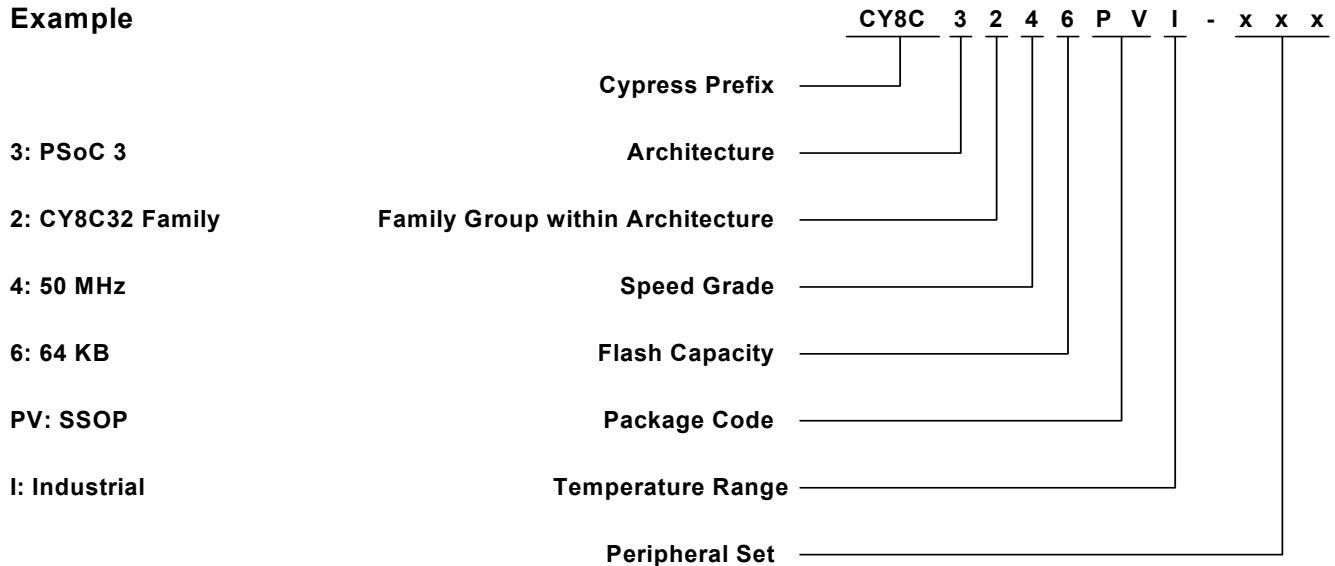 Example CY8C 3 2 4 6 P V I - x x x
Cypress Prefix
3: PSoC 3 Architecture
2: CY8C32 Family Family Group within Architecture
4: 50 MHz Speed Grade
6: 64 KB Flash Capacity
PV: SSOP Package Code
I: Industrial Temperature Range
Peripheral Set